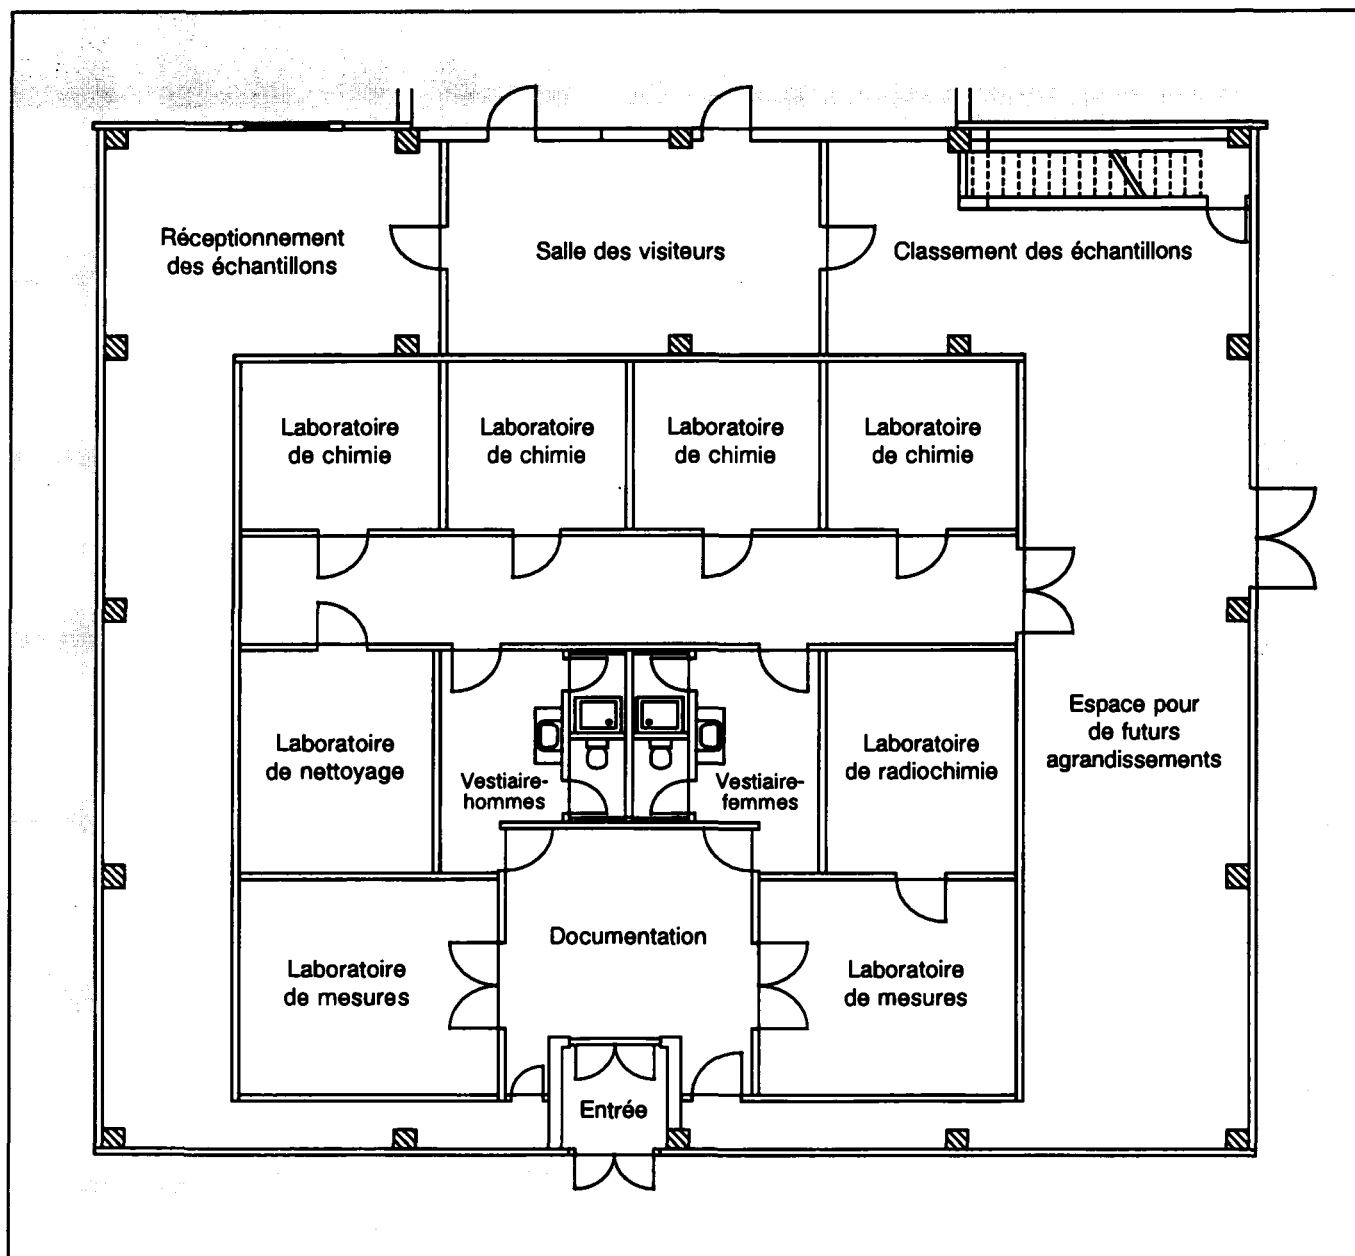 Réceptionnement
des échantillons
Salle des visiteurs
Classement des échantillons
Laboratoire
de chimie
Laboratoire
de chimie
Laboratoire
de chimie
Laboratoire
de chimie
Laboratoire
de nettoyage
Vestiaire-
hommes
Vestiaire-
femmes
Laboratoire
de radiochimie
Espace pour
de futurs
agrandissements
Documentation
Laboratoire
de mesures
Laboratoire
de mesures
Entrée